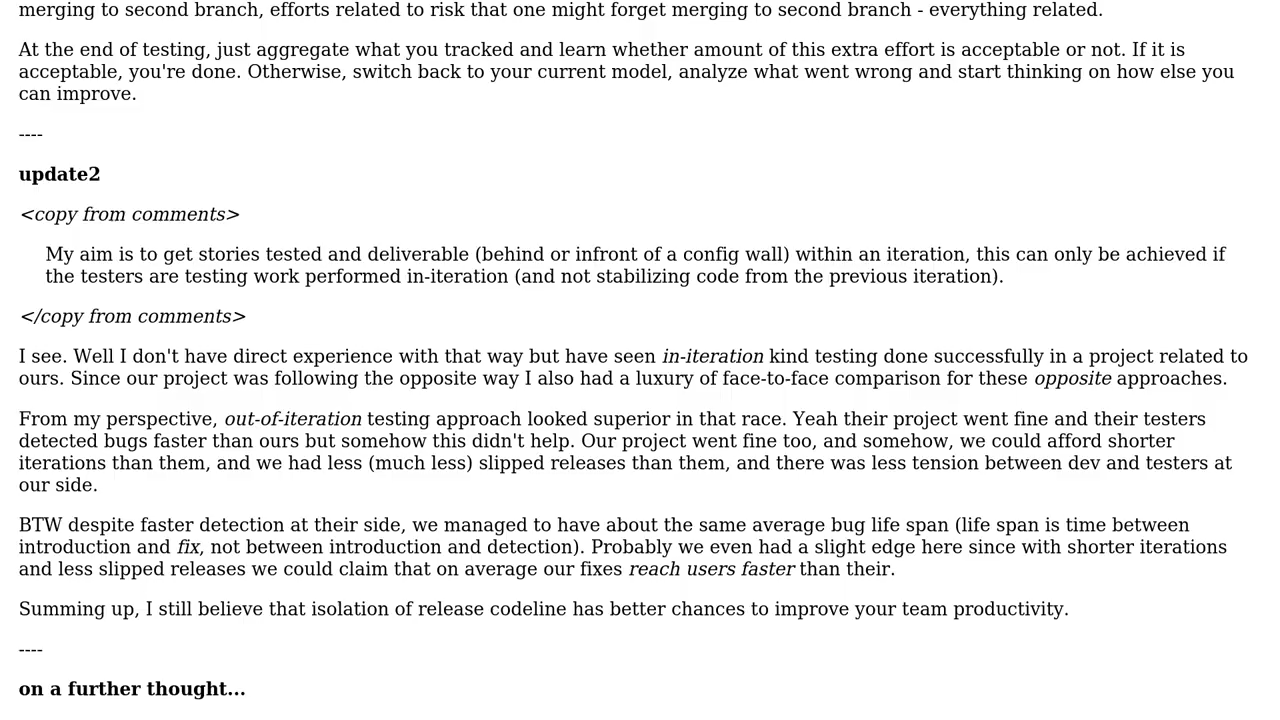 merging to second branch, efforts related to risk that one might forget merging to second branch - everything related.
At the end of testing, just aggregate what you tracked and learn whether amount of this extra effort is acceptable or not. If it is
acceptable, you're done. Otherwise, switch back to your current model, analyze what went wrong and start thinking on how else you
can improve.
----
update2
<copy from comments>
My aim is to get stories tested and deliverable (behind or infront of a config wall) within an iteration, this can only be achieved if
the testers are testing work performed in-iteration (and not stabilizing code from the previous iteration).
</copy from comments>
I see. Well I don't have direct experience with that way but have seen in-iteration kind testing done successfully in a project related to
ours. Since our project was following the opposite way I also had a luxury of face-to-face comparison for these opposite approaches.
From my perspective, out-of-iteration testing approach looked superior in that race. Yeah their project went fine and their testers
detected bugs faster than ours but somehow this didn't help. Our project went fine too, and somehow, we could afford shorter
iterations than them, and we had less (much less) slipped releases than them, and there was less tension between dev and testers at
our side.
BTW despite faster detection at their side, we managed to have about the same average bug life span (life span is time between
introduction and fix, not between introduction and detection). Probably we even had a slight edge here since with shorter iterations
and less slipped releases we could claim that on average our fixes reach users faster than their.
Summing up, I still believe that isolation of release codeline has better chances to improve your team productivity.
----
on a further thought...